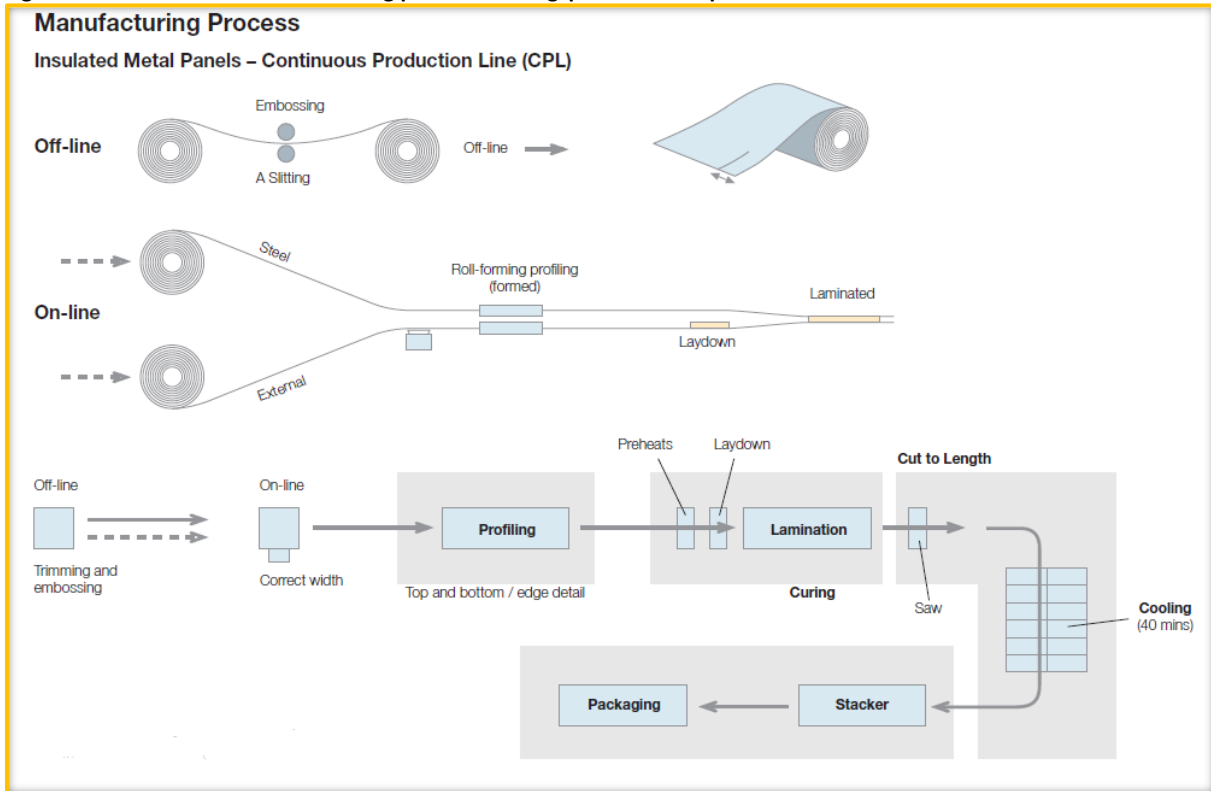 Manufacturing Process
Insulated Metal Panels – Continuous Production Line (CPL)
Embossing
Off-line
Off-line
A Slitting
Steel
Roll-forming profiling
(formed)
Laminated
On-line
Laydown
External
Preheats
Laydown
Cut to Length
Off-line
On-line
Profiling
Lamination
Trimming and
embossing
Correct width
Top and bottom / edge detail
Curing
Saw
Cooling
(40 mins)
Packaging
Stacker